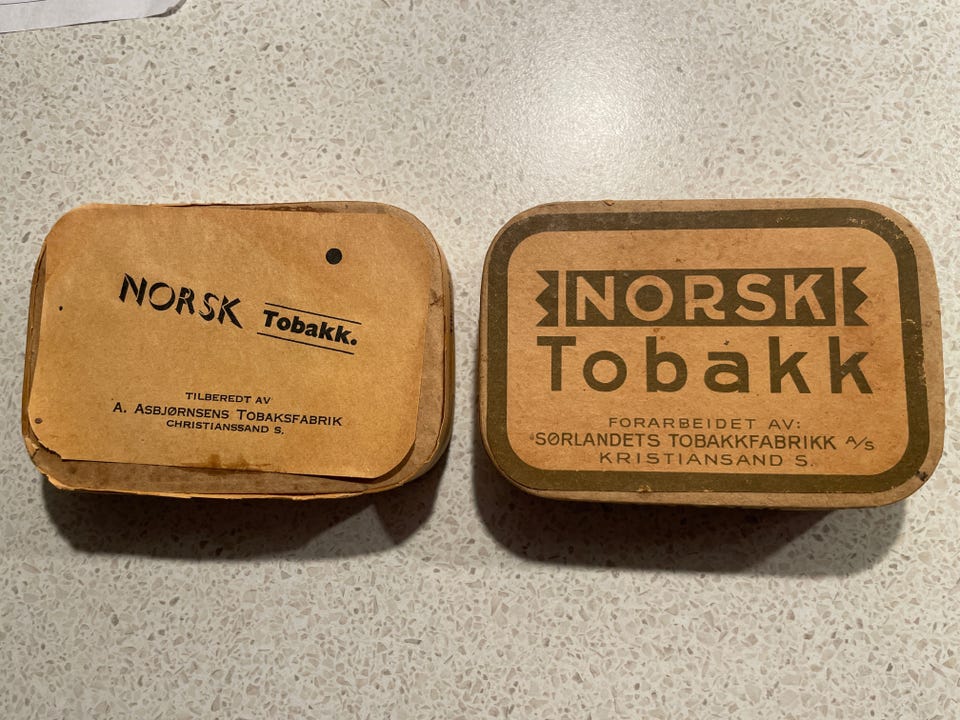 NORSK Tobakk.
TILBEREDT AV
A. ASBJØRNSENS TOBAKSFABRIK
CHRISTIANSSAND S.
NORSK
Tobakk
FORARBEIDET AV:
SØRLANDETS TOBAKKFABRIKK A/S
KRISTIANSAND S.